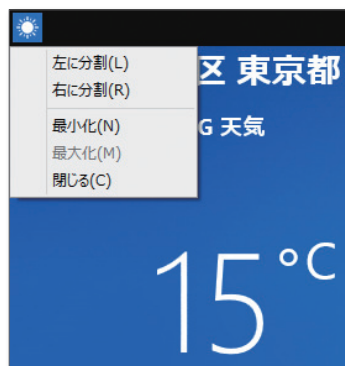 左に分割(L)
右に分割(R)
最小化(N)
最大化(M)
閉じる(C)
区 東京都
G 天気
15°C